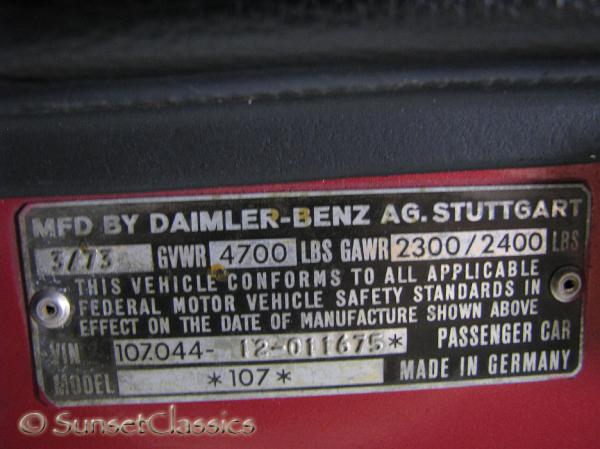 MFD BY DAIMLER-BENZ AG. STUTTGART
3/73 GVWR 4700 LBS GAWR 2300/2400 LBS
THIS VEHICLE CONFORMS TO ALL APPLICABLE
FEDERAL MOTOR VEHICLE SAFETY STANDARDS IN
EFFECT ON THE DATE OF MANUFACTURE SHOWN ABOVE
VIN 107.044- 12-011675* PASSENGER CAR
MODEL *107* MADE IN GERMANY
© SunsetClassics